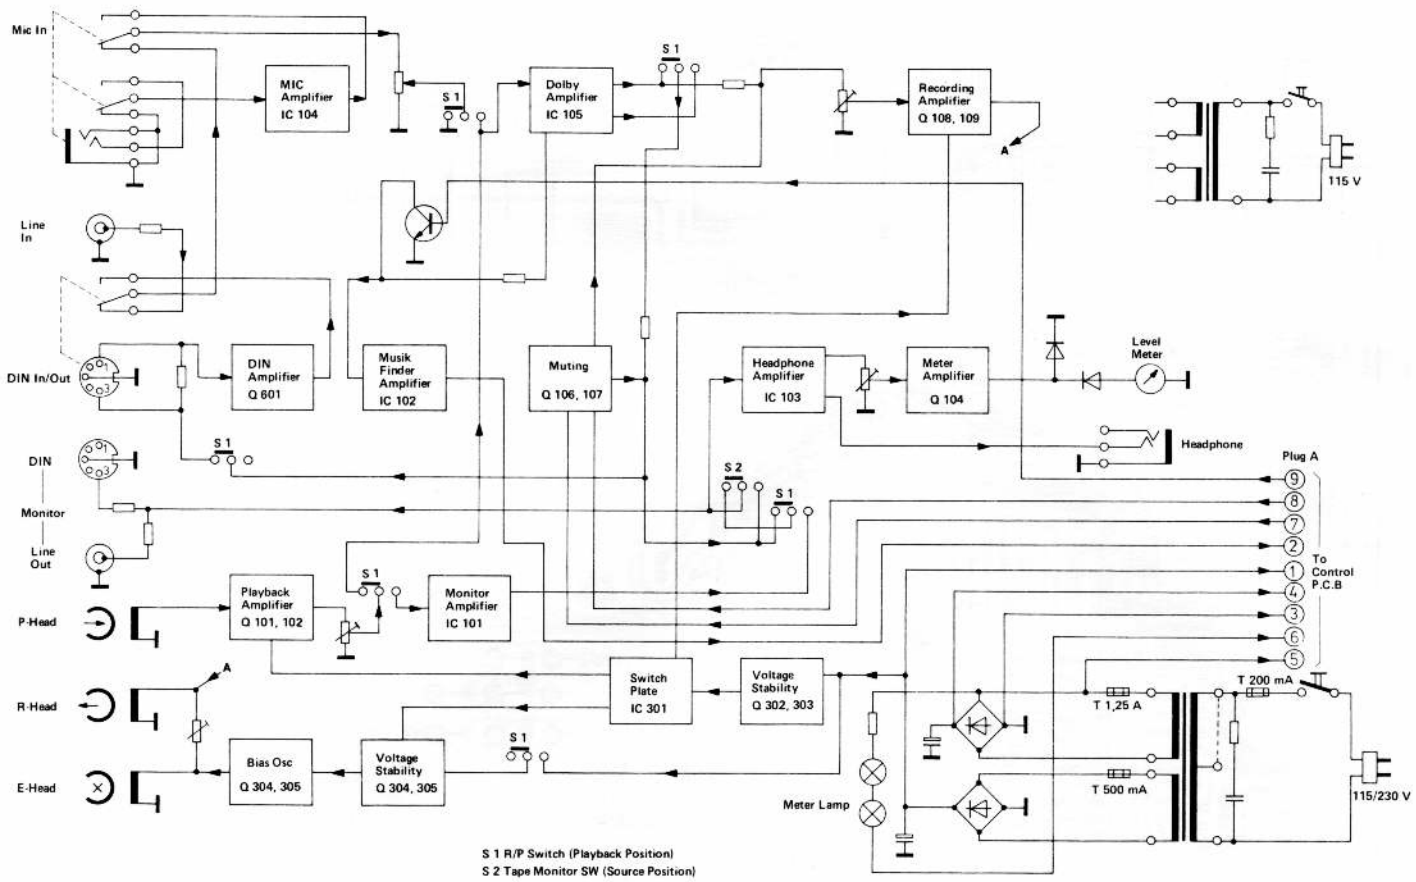 Mic In
MIC
Amplifier
IC 104
S 1
Dolby
Amplifier
IC 105
S 1
Recording
Amplifier
Q 108, 109
A
115 V
Line
In
DIN In/Out
1
3
DIN
Amplifier
Q 601
Musik
Finder
Amplifier
IC 102
Muting
Q 106, 107
Headphone
Amplifier
IC 103
Meter
Amplifier
Q 104
Level
Meter
Headphone
DIN
1
3
S 1
S 2
S 1
Monitor
Line
Out
Plug A
9
8
7
2
1
4
3
6
5
To
Control
P.C.B
P-Head
Playback
Amplifier
Q 101, 102
S 1
Monitor
Amplifier
IC 101
A
R-Head
Switch
Plate
IC 301
Voltage
Stability
Q 302, 303
T 1,25 A
T 200 mA
S 1
E-Head
Bias Osc
Q 304, 305
Voltage
Stability
Q 304, 305
Meter Lamp
T 500 mA
115/230 V
S 1 R/P Switch (Playback Position)
S 2 Tape Monitor SW (Source Position)